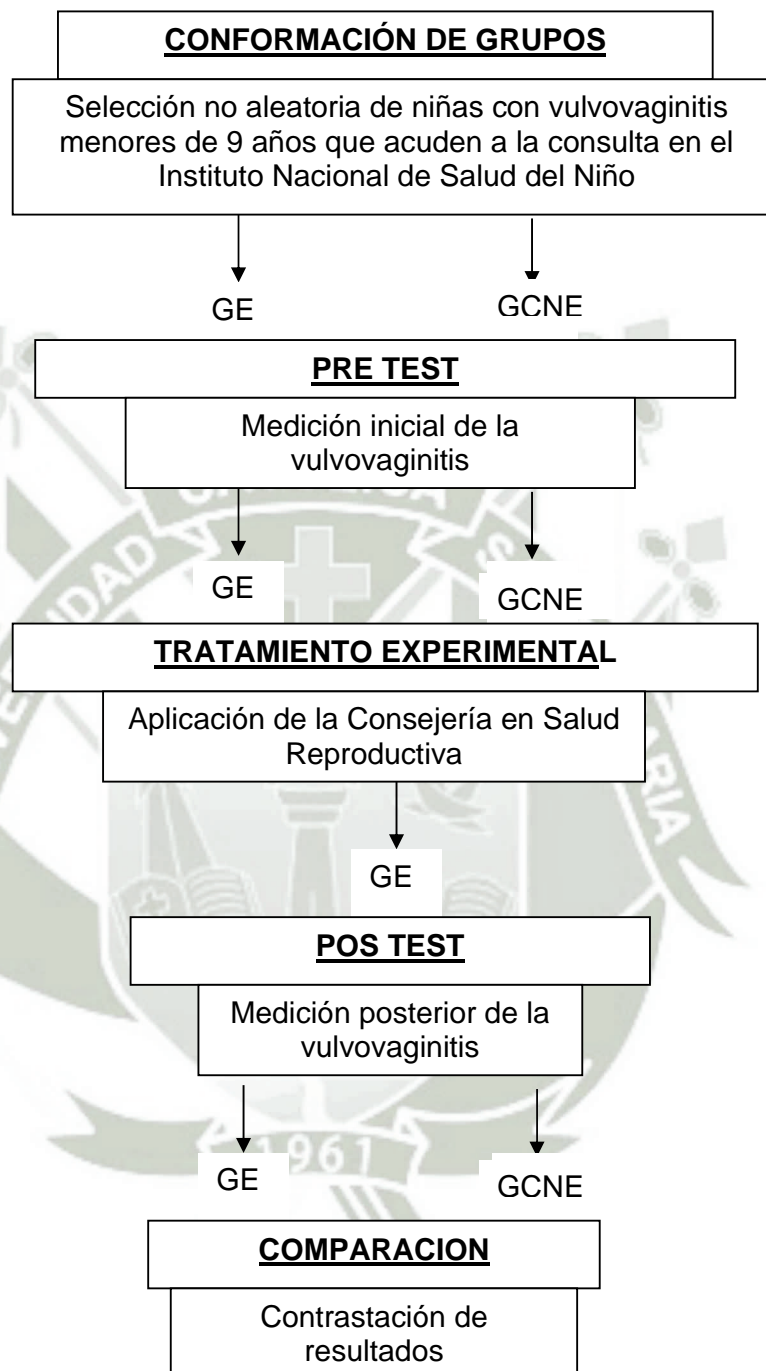 CONFORMACIÓN DE GRUPOS
Selección no aleatoria de niñas con vulvovaginitis
menores de 9 años que acuden a la consulta en el
Instituto Nacional de Salud del Niño
GE GCNE
PRE TEST
Medición inicial de la
vulvovaginitis
GE GCNE
TRATAMIENTO EXPERIMENTAL
Aplicación de la Consejería en Salud
Reproductiva
GE
POS TEST
Medición posterior de la
vulvovaginitis
1961
GE GCNE
COMPARACION
Contrastación de
resultados